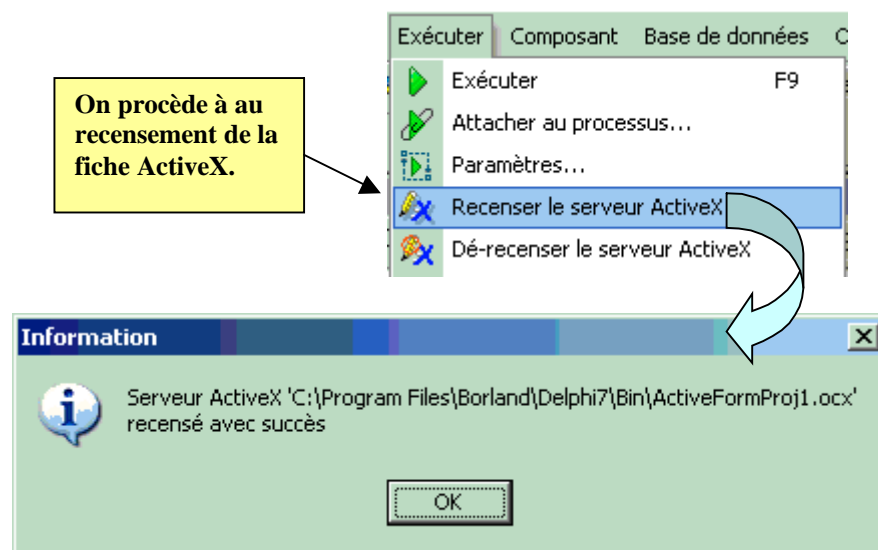 Exécuter Composant Base de données
Exécuter F9
Attacher au processus...
Paramètres...
Recenser le serveur ActiveX
Dé-recenser le serveur ActiveX
On procède à au
recensement de la
fiche ActiveX.
Information
Serveur ActiveX 'C:\Program Files\Borland\Delphi7\Bin\ActiveFormProj1.ocx'
recensé avec succès
OK